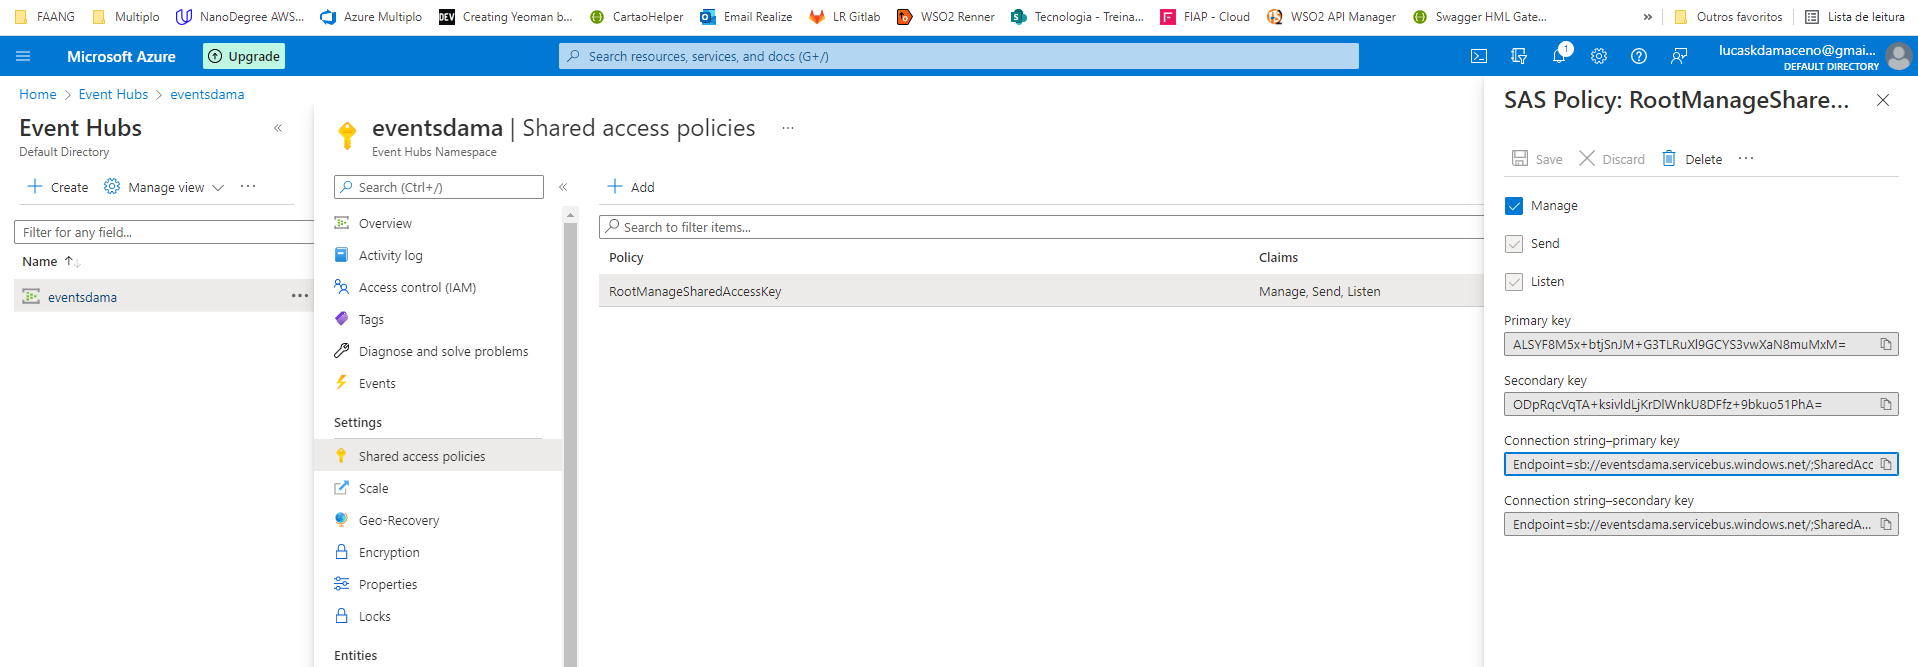 FAANG Multiplo NanoDegree AWS... Azure Multiplo DEV Creating Yeoman b... CartaoHelper Email Realize LR Gitlab WSO2 Renner Tecnologia - Treina... FIAP - Cloud WSO2 API Manager Swagger HML Gate... » Outros favoritos Lista de leitura
Microsoft Azure Upgrade Search resources, services, and docs (G+/) 1 lucaskdamaceno@gmai...
DEFAULT DIRECTORY
Home > Event Hubs > eventsdama
Event Hubs «
Default Directory
+ Create Manage view ...
Filter for any field...
Name ↑↓
eventsdama ...
eventsdama | Shared access policies ...
Event Hubs Namespace
Search (Ctrl+/) «
Overview
Activity log
Access control (IAM)
Tags
Diagnose and solve problems
Events
Settings
Shared access policies
Scale
Geo-Recovery
Encryption
Properties
Locks
Entities
+ Add
Search to filter items...
Policy Claims
RootManageSharedAccessKey Manage, Send, Listen
SAS Policy: RootManageShare...
Save Discard Delete ...
Manage
Send
Listen
Primary key
ALSYF8M5x+btjSnJM+G3TLRuXl9GCYS3vwXaN8muMxM=
Secondary key
ODpRqcVqTA+ksivldLjKrDlWnkU8DFfz+9bkuo51PhA=
Connection string–primary key
Endpoint=sb://eventsdama.servicebus.windows.net/;SharedAcc
Connection string–secondary key
Endpoint=sb://eventsdama.servicebus.windows.net/;SharedA...